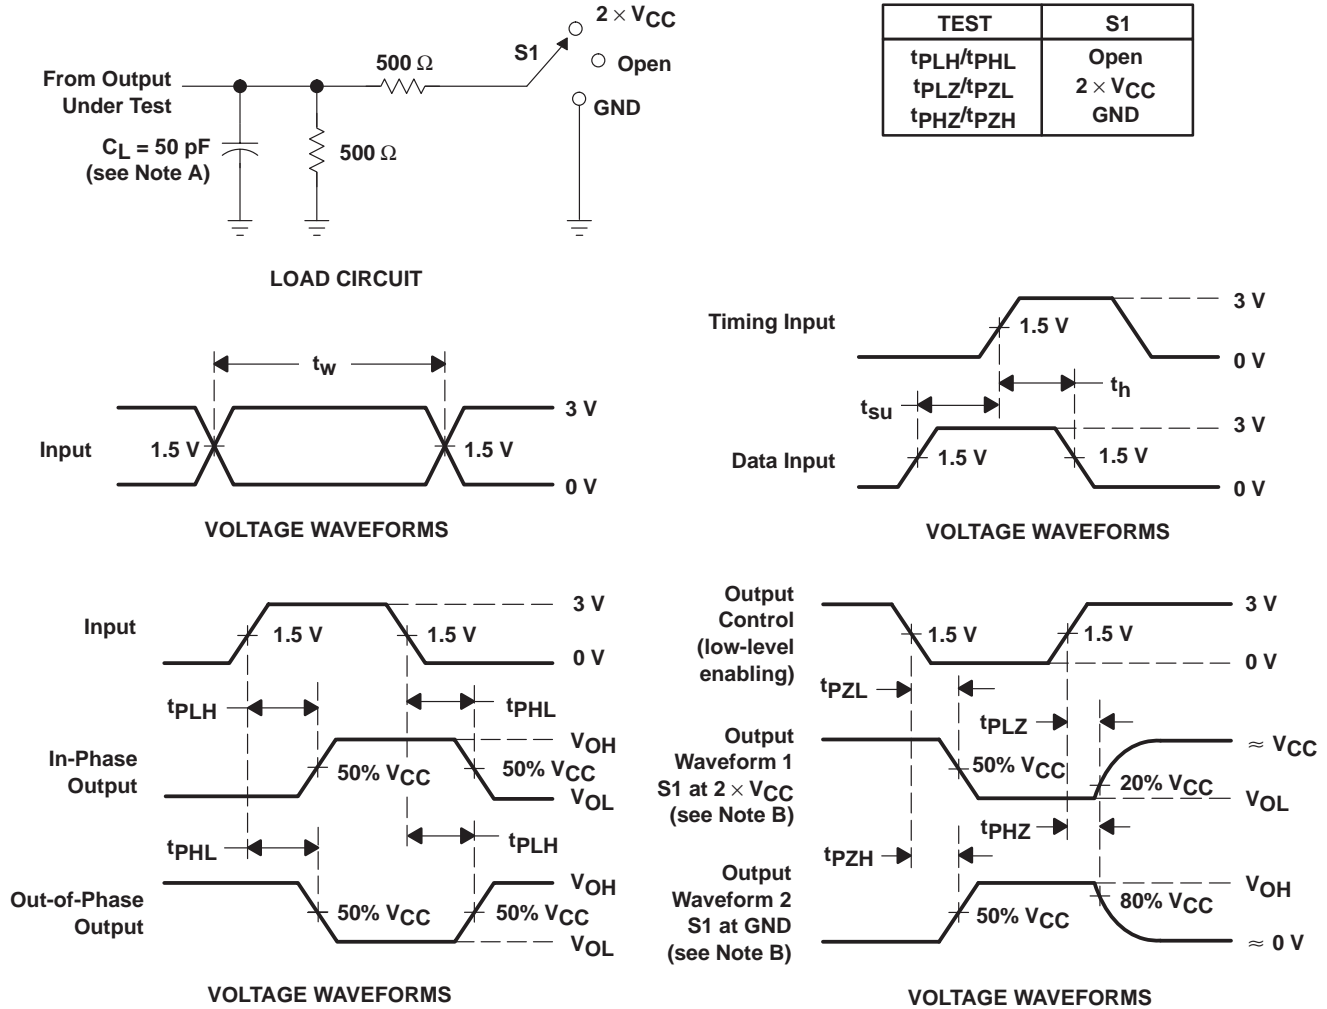 2 × VCC
S1
Open
GND
500 Ω
From Output
Under Test
CL = 50 pF
(see Note A)
500 Ω
LOAD CIRCUIT
TEST S1
tPLH/tPHL Open
tPLZ/tPZL 2 × VCC
tPHZ/tPZH GND
tw
3 V
Input
1.5 V
1.5 V
0 V
VOLTAGE WAVEFORMS
Timing Input
3 V
1.5 V
0 V
th
tsu
3 V
Data Input
1.5 V
1.5 V
0 V
VOLTAGE WAVEFORMS
Input
3 V
1.5 V
1.5 V
0 V
tPLH
tPHL
In-Phase
Output
VOH
50% VCC
50% VCC
VOL
tPHL
tPLH
Out-of-Phase
Output
VOH
50% VCC
50% VCC
VOL
VOLTAGE WAVEFORMS
Output
Control
(low-level
enabling)
3 V
1.5 V
1.5 V
0 V
tPZL
tPLZ
Output
Waveform 1
S1 at 2 × VCC
(see Note B)
≈ VCC
50% VCC
20% VCC
VOL
tPHZ
tPZH
Output
Waveform 2
S1 at GND
(see Note B)
VOH
50% VCC
80% VCC
≈ 0 V
VOLTAGE WAVEFORMS